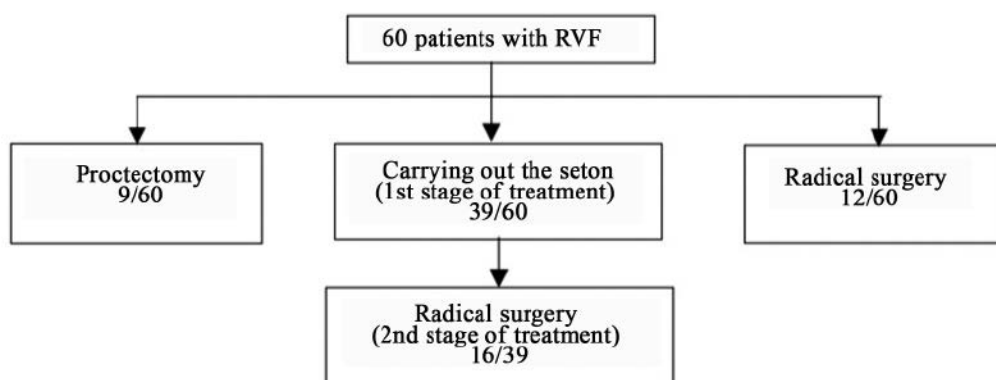 60 patients with RVF
Proctectomy
9/60
Carrying out the seton
(1st stage of treatment)
39/60
Radical surgery
12/60
Radical surgery
(2nd stage of treatment)
16/39